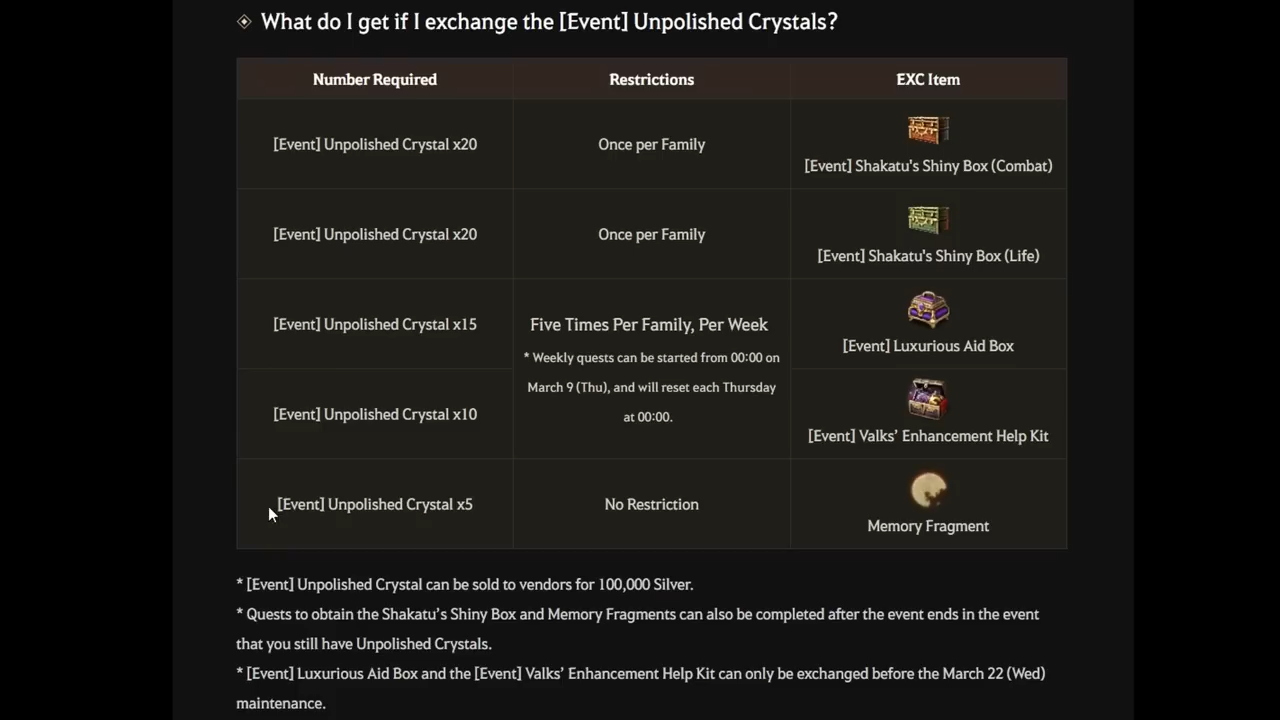 What do I get if I exchange the [Event] Unpolished Crystals?
Number Required
Restrictions
EXC Item
[Event] Unpolished Crystal x20
Once per Family
[Event] Shakatu's Shiny Box (Combat)
[Event] Unpolished Crystal x20
Once per Family
[Event] Shakatu's Shiny Box (Life)
[Event] Unpolished Crystal x15
Five Times Per Family, Per Week
* Weekly quests can be started from 00:00 on
March 9 (Thu), and will reset each Thursday
at 00:00.
[Event] Luxurious Aid Box
[Event] Unpolished Crystal x10
[Event] Valks’ Enhancement Help Kit
[Event] Unpolished Crystal x5
No Restriction
Memory Fragment
* [Event] Unpolished Crystal can be sold to vendors for 100,000 Silver.
* Quests to obtain the Shakatu’s Shiny Box and Memory Fragments can also be completed after the event ends in the event
that you still have Unpolished Crystals.
* [Event] Luxurious Aid Box and the [Event] Valks’ Enhancement Help Kit can only be exchanged before the March 22 (Wed)
maintenance.